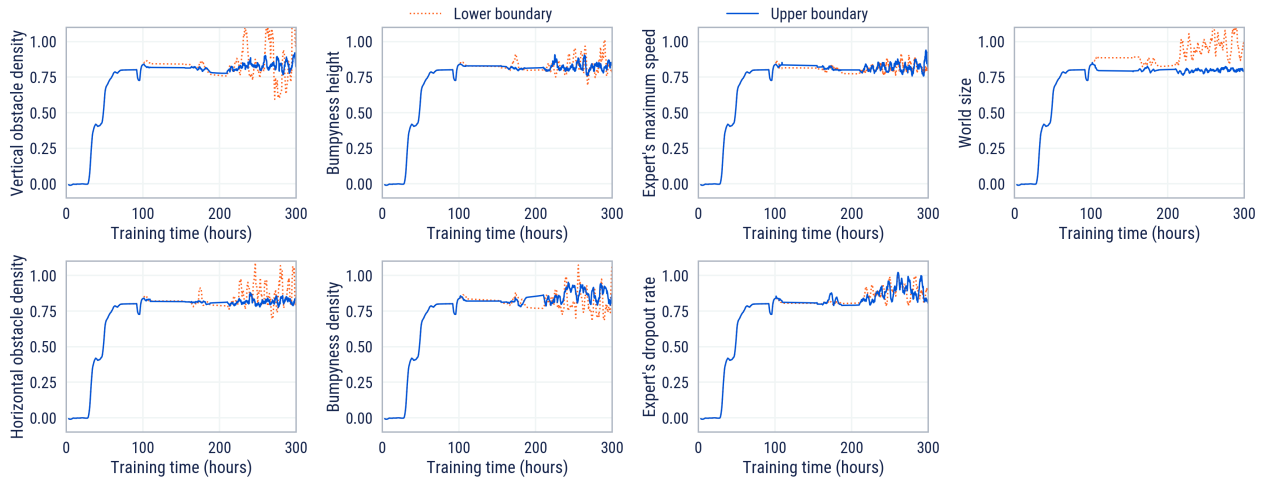 Lower boundary
Upper boundary
Vertical obstacle density
1.00
0.75
0.50
0.25
0.00
0 100 200 300
Training time (hours)
Bumpyness height
1.00
0.75
0.50
0.25
0.00
0 100 200 300
Training time (hours)
Expert's maximum speed
1.00
0.75
0.50
0.25
0.00
0 100 200 300
Training time (hours)
World size
1.00
0.75
0.50
0.25
0.00
0 100 200 300
Training time (hours)
Horizontal obstacle density
1.00
0.75
0.50
0.25
0.00
0 100 200 300
Training time (hours)
Bumpyness density
1.00
0.75
0.50
0.25
0.00
0 100 200 300
Training time (hours)
Expert's dropout rate
1.00
0.75
0.50
0.25
0.00
0 100 200 300
Training time (hours)